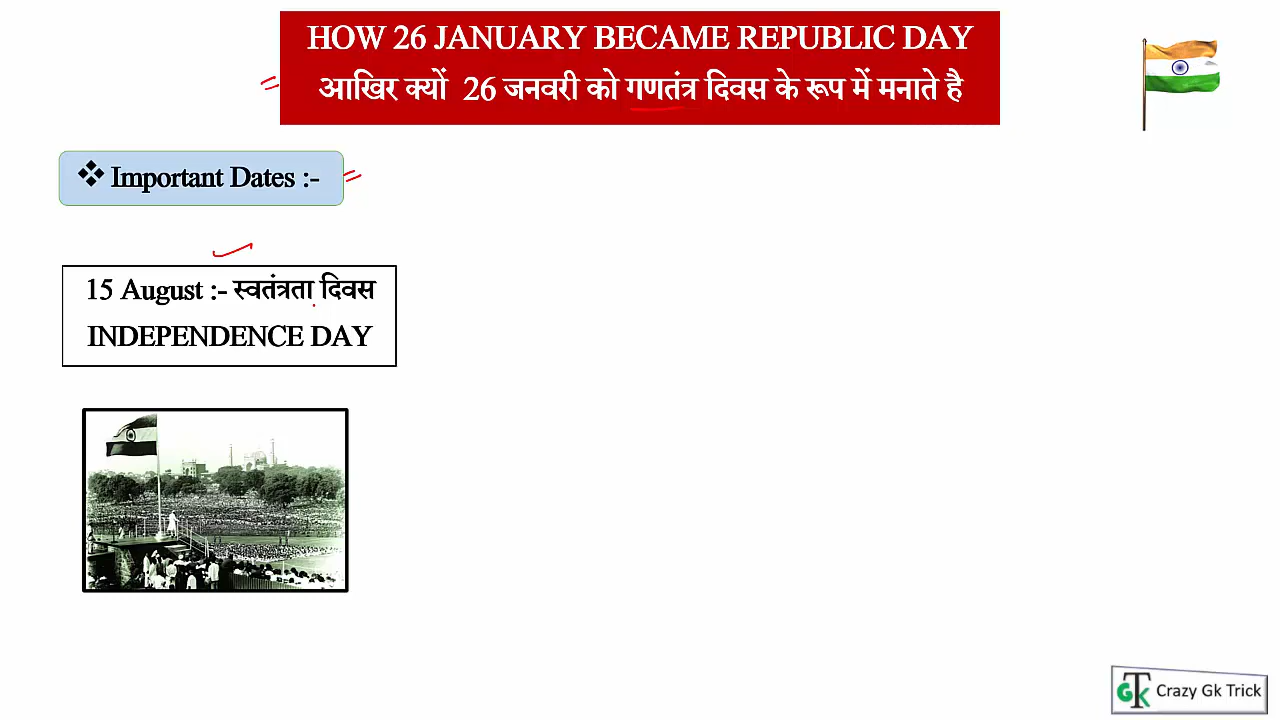 HOW 26 JANUARY BECAME REPUBLIC DAY
आखिर क्यों 26 जनवरी को गणतंत्र दिवस के रूप में मनाते है
❖ Important Dates :-
15 August :- स्वतंत्रता दिवस
INDEPENDENCE DAY
GTK Crazy Gk Trick